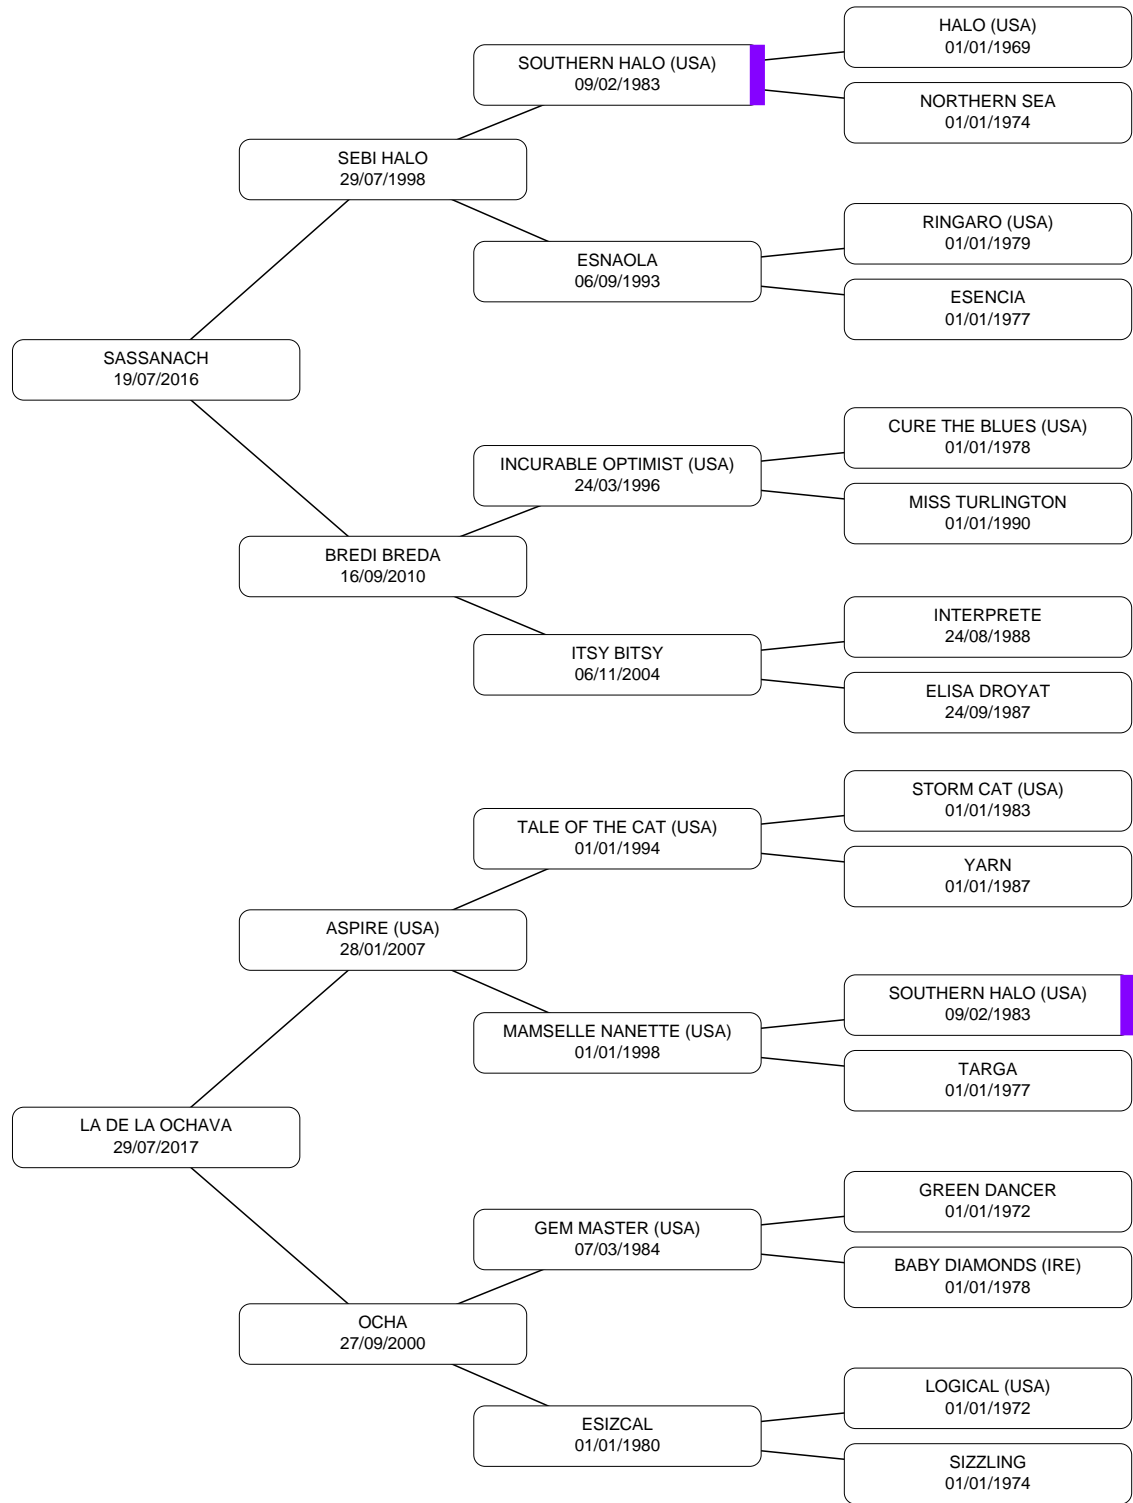 HALO (USA)
01/01/1969
SOUTHERN HALO (USA)
09/02/1983
NORTHERN SEA
01/01/1974
SEBI HALO
29/07/1998
RINGARO (USA)
01/01/1979
ESNAOLA
06/09/1993
ESENCIA
01/01/1977
SASSANACH
19/07/2016
CURE THE BLUES (USA)
01/01/1978
INCURABLE OPTIMIST (USA)
24/03/1996
MISS TURLINGTON
01/01/1990
BREDI BREDA
16/09/2010
INTERPRETE
24/08/1988
ITSY BITSY
06/11/2004
ELISA DROYAT
24/09/1987
STORM CAT (USA)
01/01/1983
TALE OF THE CAT (USA)
01/01/1994
YARN
01/01/1987
ASPIRE (USA)
28/01/2007
SOUTHERN HALO (USA)
09/02/1983
MAMSELLE NANETTE (USA)
01/01/1998
TARGA
01/01/1977
LA DE LA OCHAVA
29/07/2017
GREEN DANCER
01/01/1972
GEM MASTER (USA)
07/03/1984
BABY DIAMONDS (IRE)
01/01/1978
OCHA
27/09/2000
LOGICAL (USA)
01/01/1972
ESIZCAL
01/01/1980
SIZZLING
01/01/1974